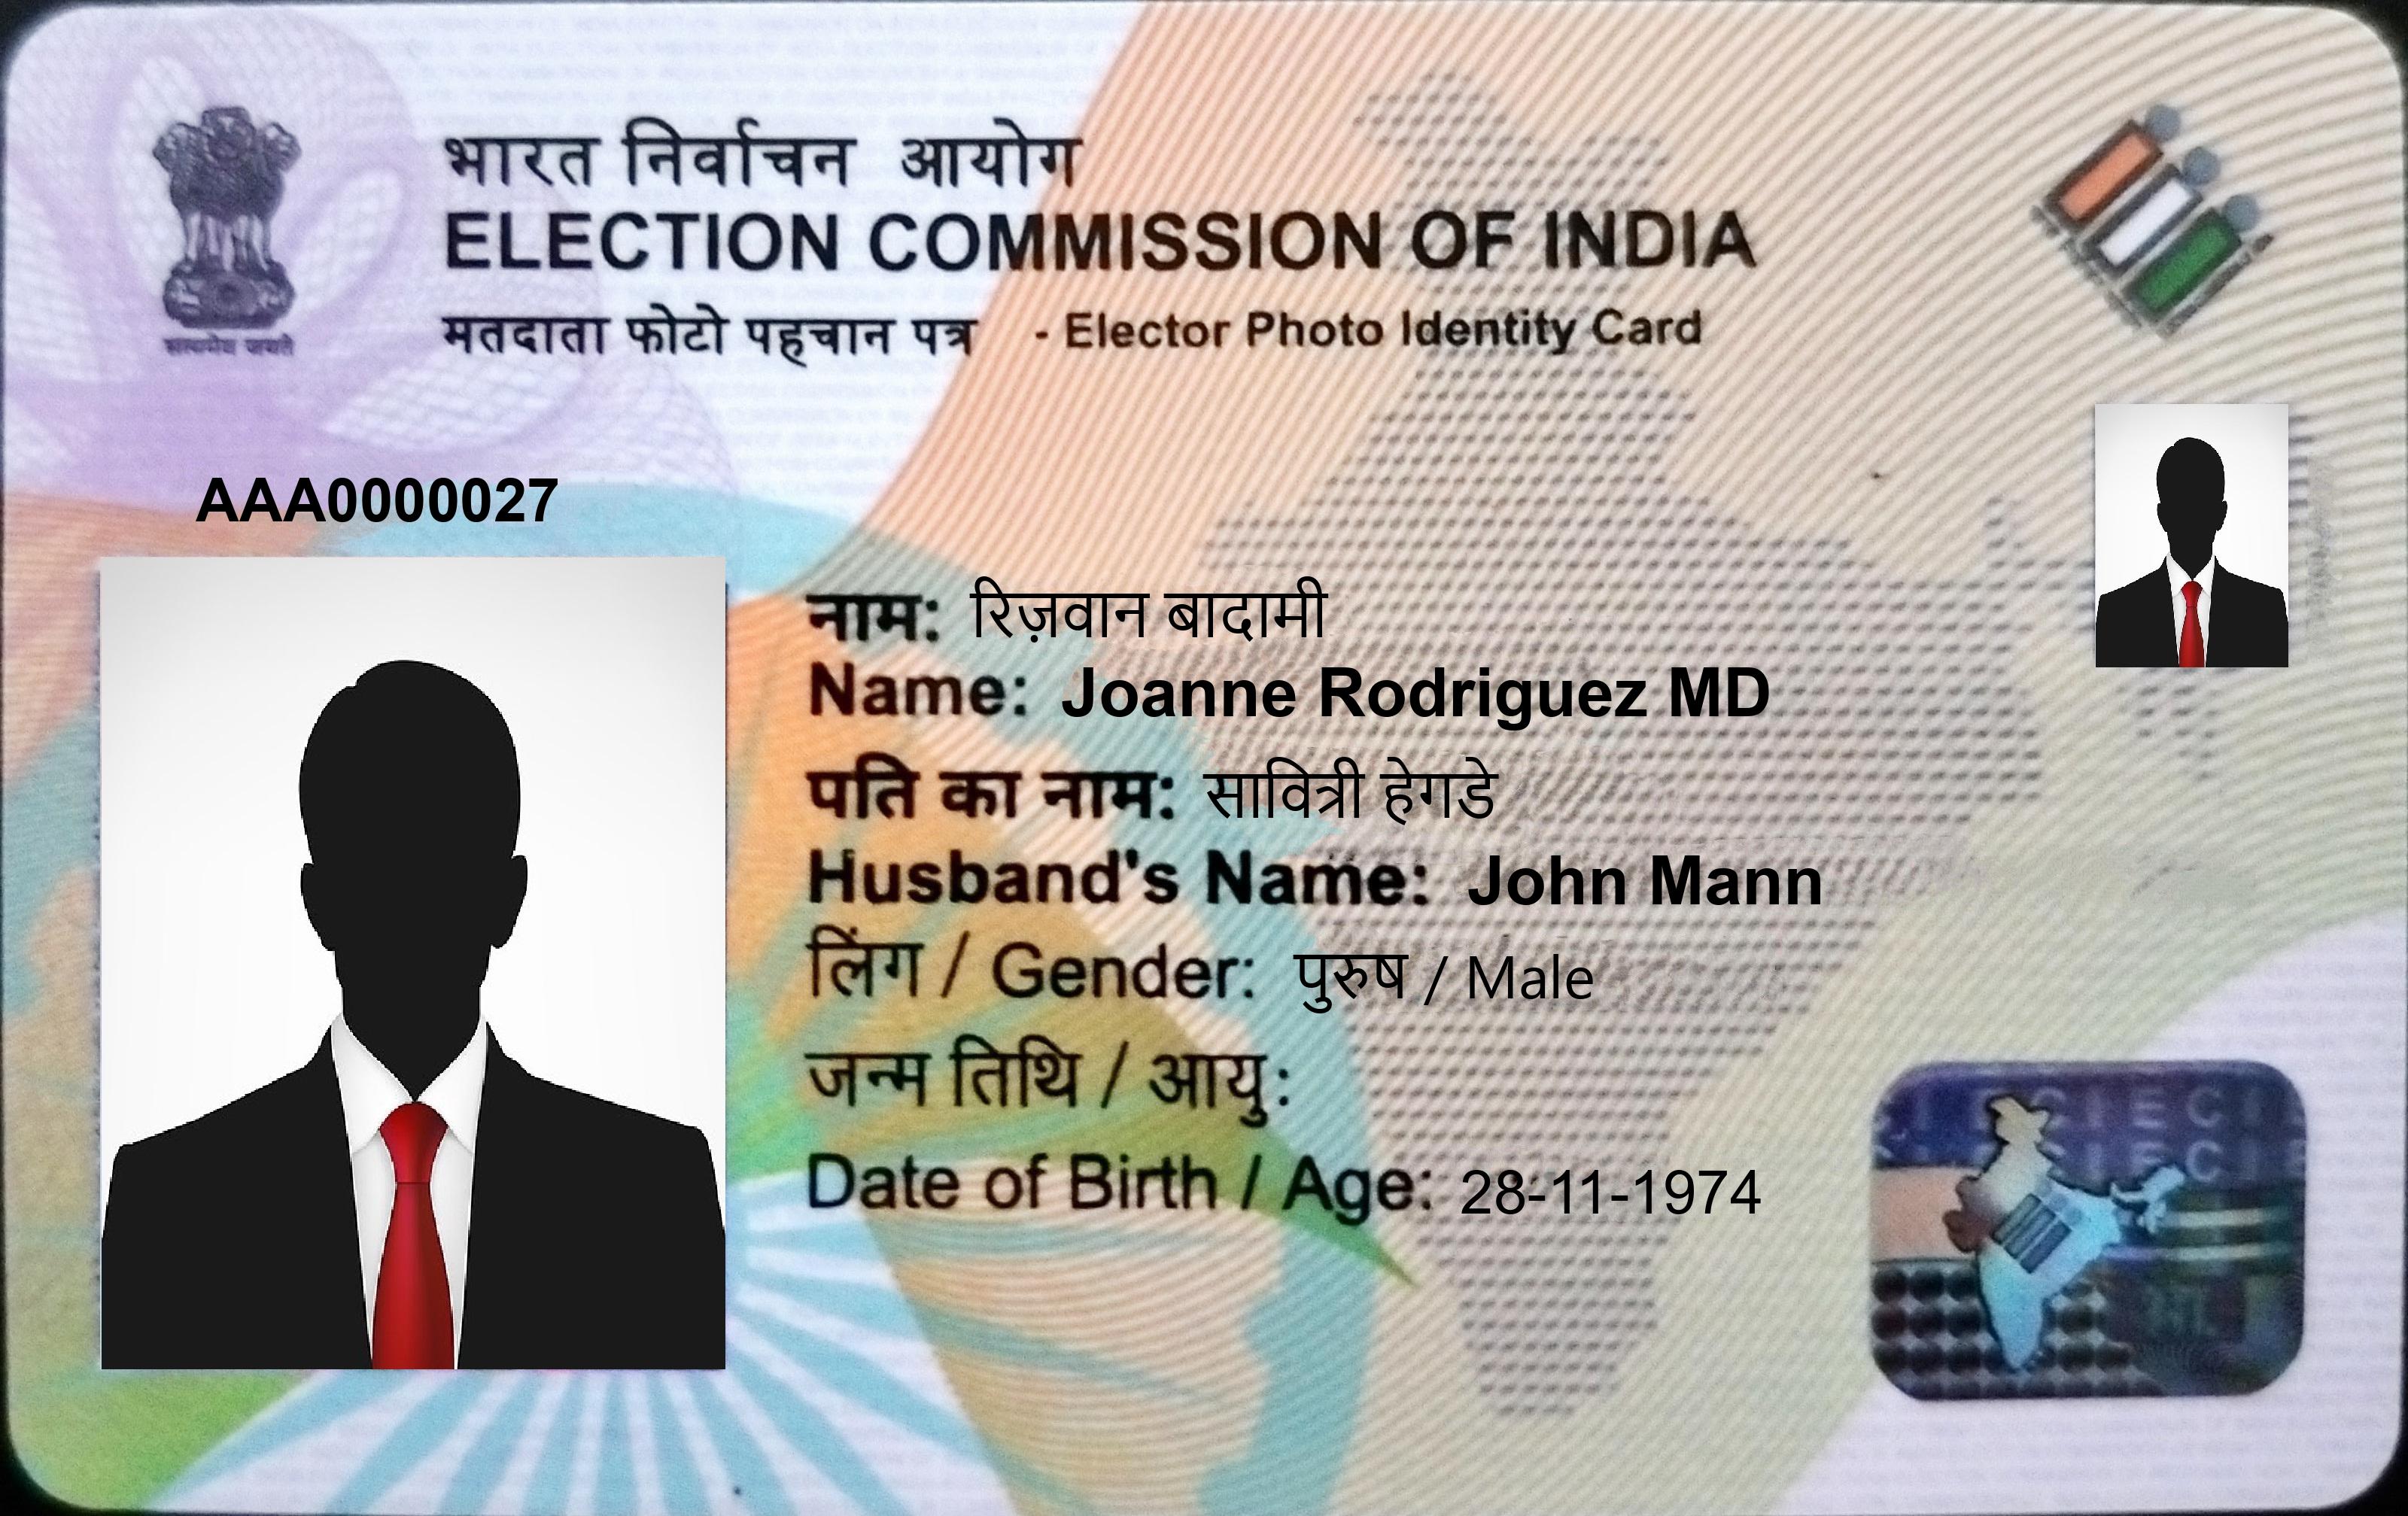 भारत निर्वाचन आयोग
ELECTION COMMISSION OF INDIA
मतदाता फोटो पहचान पत्र - Elector Photo Identity Card
सत्यमेव जयते
AAA0000027
नाम: रिज़वान बादामी
Name: Joanne Rodriguez MD
पति का नाम: सावित्री हेगडे
Husband's Name: John Mann
लिंग / Gender: पुरुष / Male
जन्म तिथि / आयु:
Date of Birth / Age: 28-11-1974